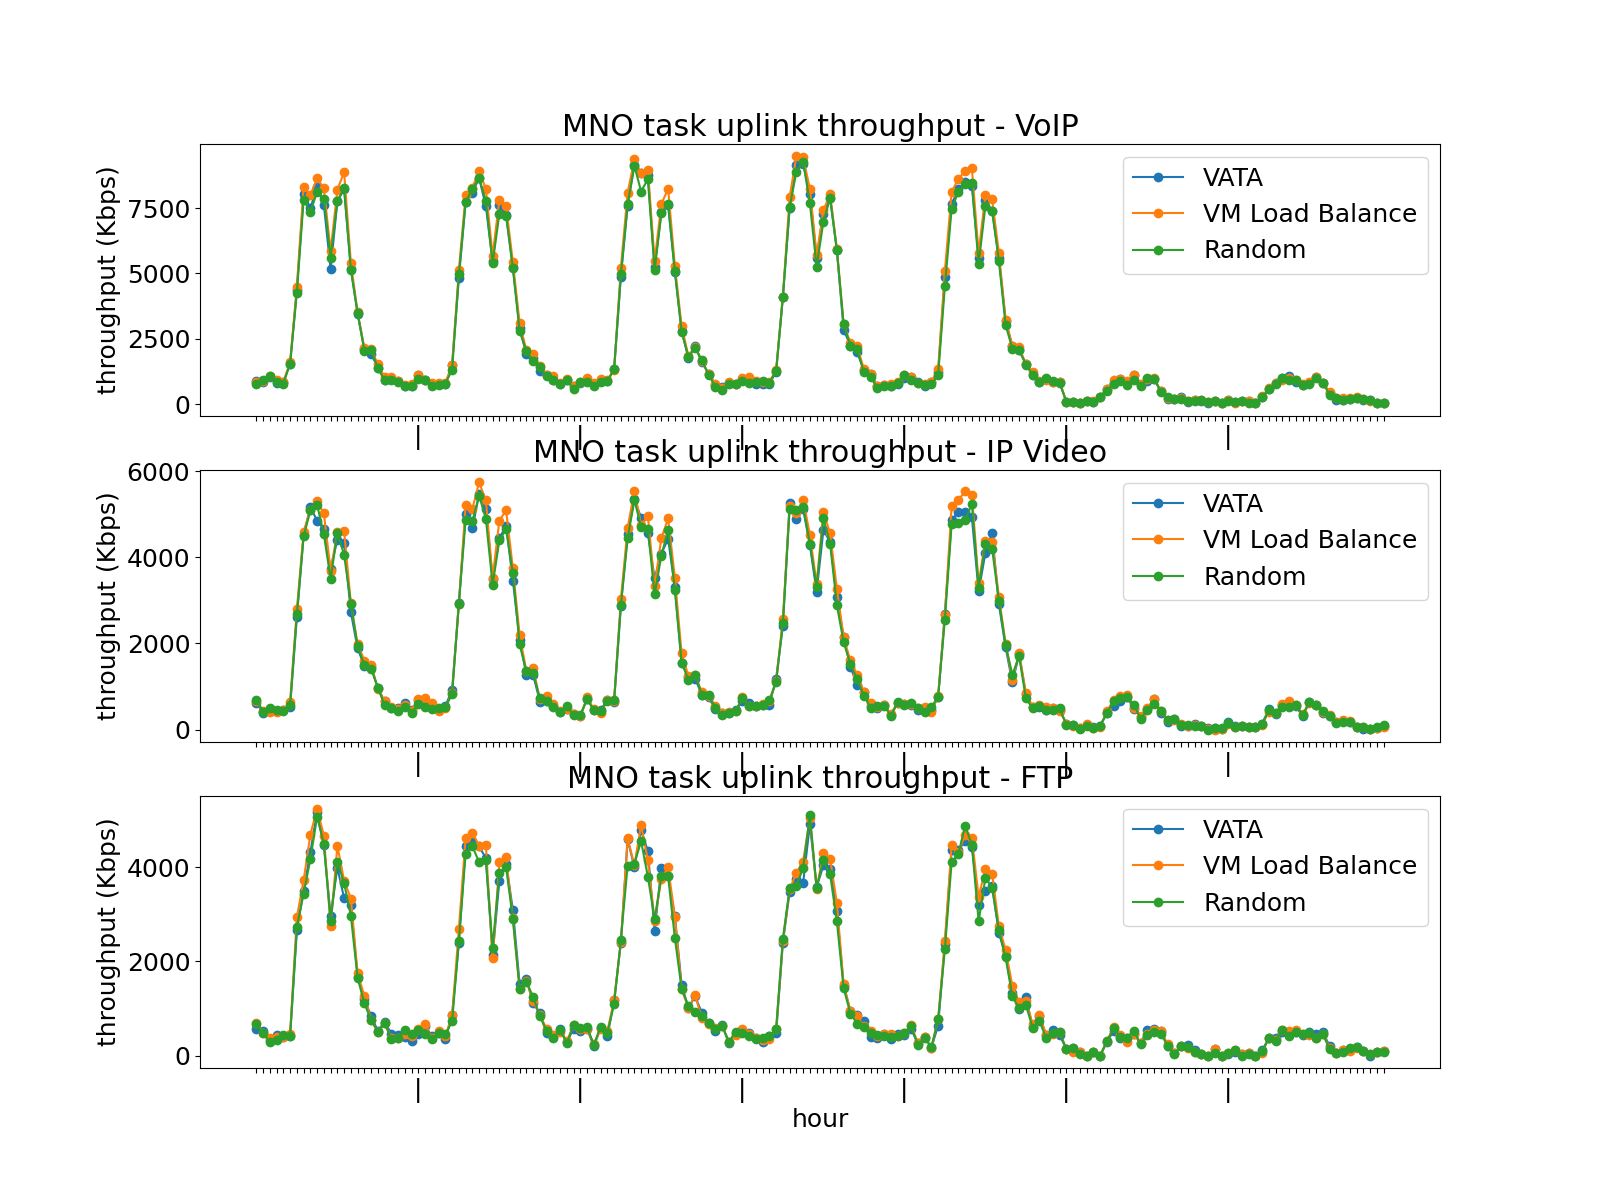 MNO task uplink throughput - VoIP
throughput (Kbps)
7500
5000
2500
0
VATA
VM Load Balance
Random
| | | | | |
MNO task uplink throughput - IP Video
throughput (Kbps)
6000
4000
2000
0
VATA
VM Load Balance
Random
| | | | | |
MNO task uplink throughput - FTP
throughput (Kbps)
4000
2000
0
VATA
VM Load Balance
Random
| | | | | |
hour